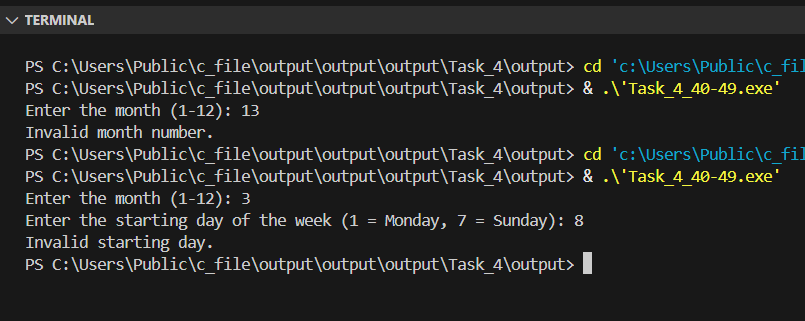 TERMINAL
PS C:\Users\Public\c_file\output\output\output\Task_4\output> cd 'c:\Users\Public\c_fil
PS C:\Users\Public\c_file\output\output\output\Task_4\output> & .\'Task_4_40-49.exe'
Enter the month (1-12): 13
Invalid month number.
PS C:\Users\Public\c_file\output\output\output\Task_4\output> cd 'c:\Users\Public\c_fil
PS C:\Users\Public\c_file\output\output\output\Task_4\output> & .\'Task_4_40-49.exe'
Enter the month (1-12): 3
Enter the starting day of the week (1 = Monday, 7 = Sunday): 8
Invalid starting day.
PS C:\Users\Public\c_file\output\output\output\Task_4\output>